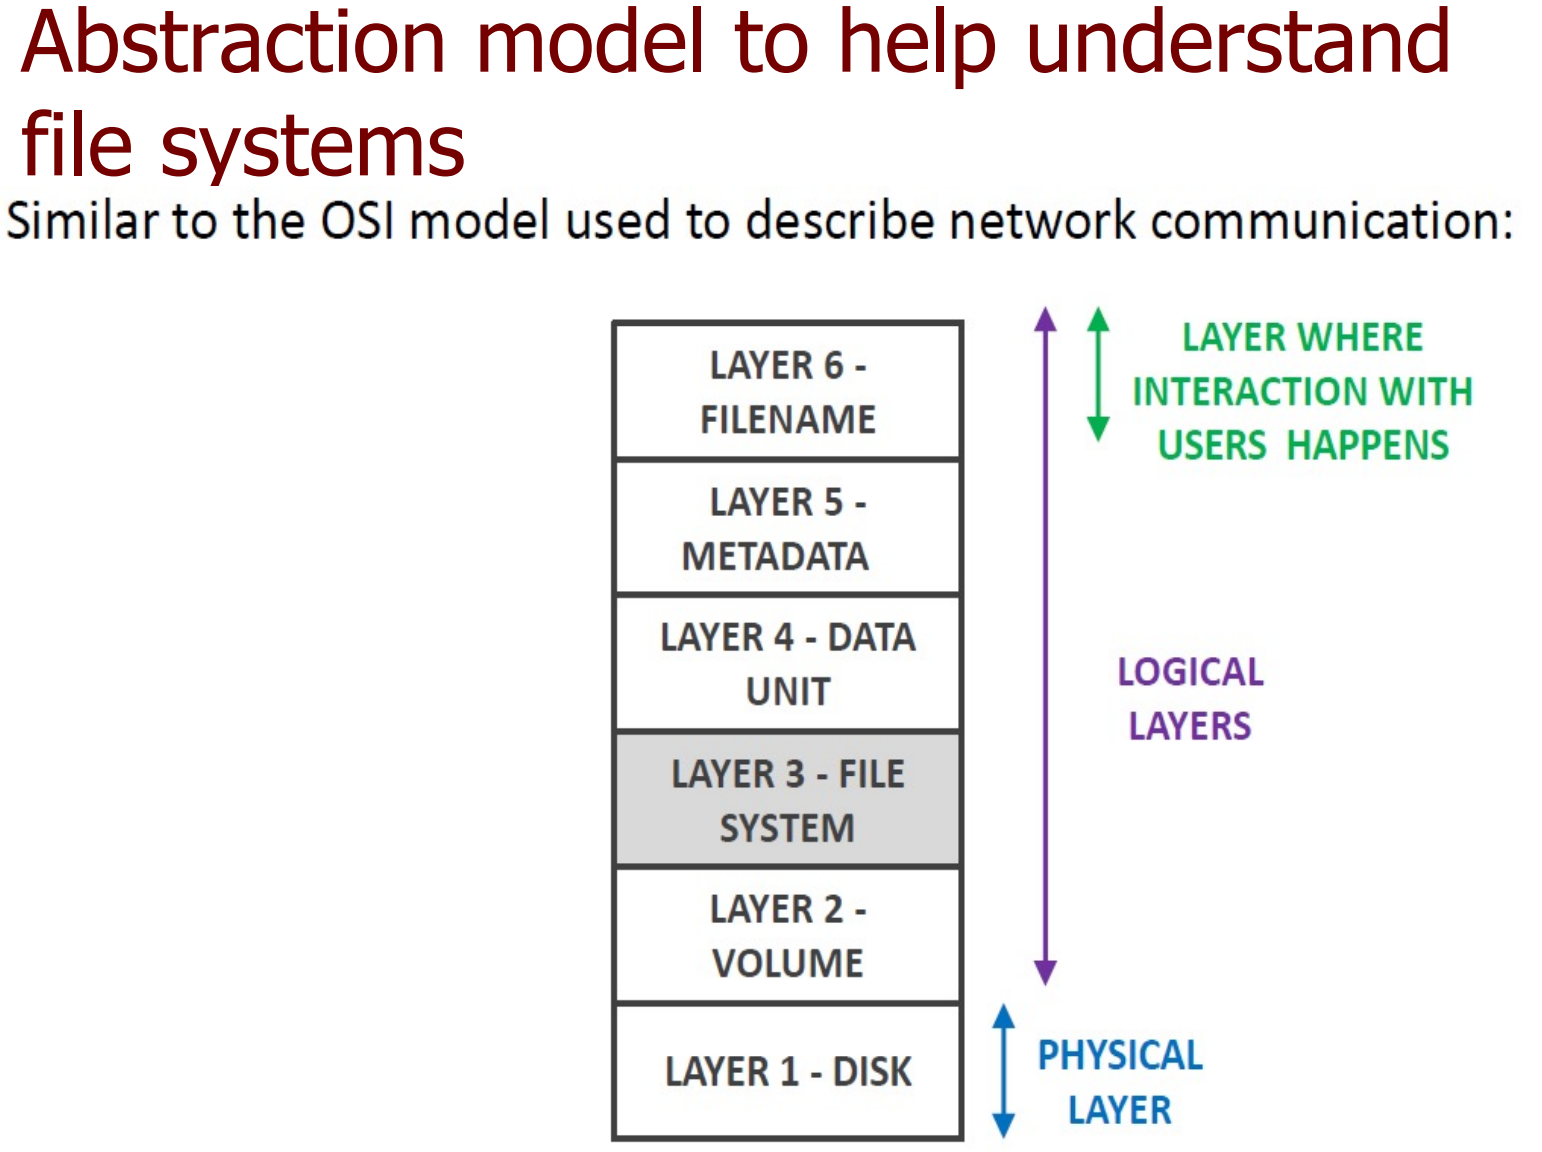 Abstraction model to help understand
file systems
Similar to the OSI model used to describe network communication:
LAYER 6 -
FILENAME
LAYER 5 -
METADATA
LAYER 4 - DATA
UNIT
LAYER 3 - FILE
SYSTEM
LAYER 2 -
VOLUME
LAYER 1 - DISK
LAYER WHERE
INTERACTION WITH
USERS HAPPENS
LOGICAL
LAYERS
PHYSICAL
LAYER